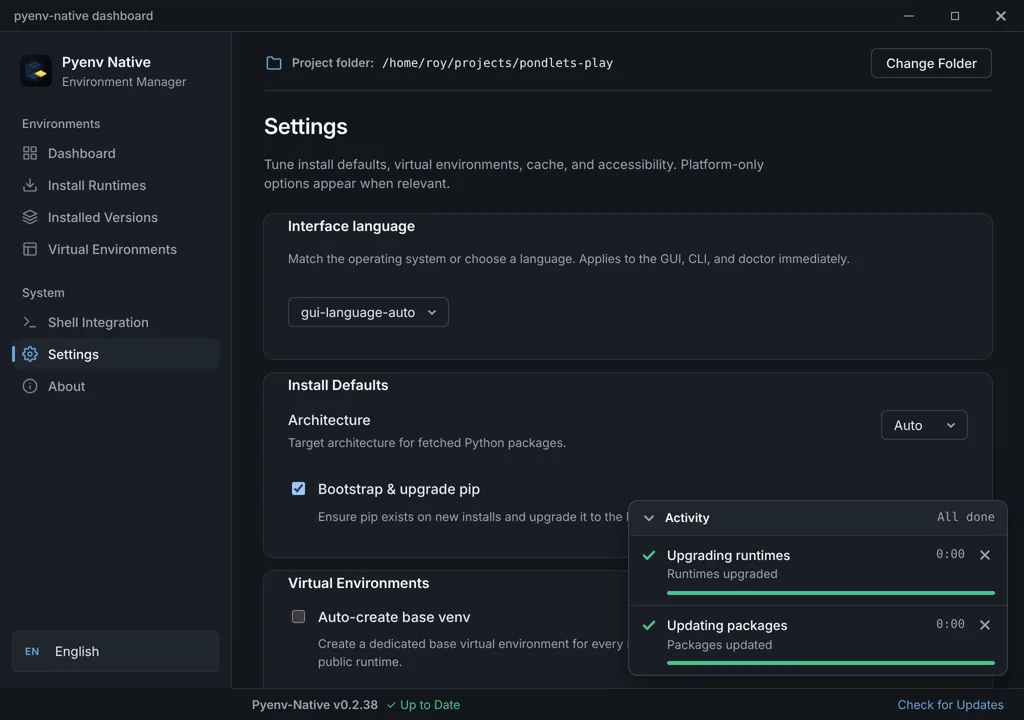 pyenv-native dashboard
Pyenv Native
Environment Manager
Environments
Dashboard
Install Runtimes
Installed Versions
Virtual Environments
System
Shell Integration
Settings
About
EN English
Project folder: /home/roy/projects/pondlets-play
Change Folder
Settings
Tune install defaults, virtual environments, cache, and accessibility. Platform-only
options appear when relevant.
Interface language
Match the operating system or choose a language. Applies to the GUI, CLI, and doctor immediately.
gui-language-auto
Install Defaults
Architecture
Target architecture for fetched Python packages.
Auto
Bootstrap & upgrade pip
Ensure pip exists on new installs and upgrade it to the
Virtual Environments
Auto-create base venv
Create a dedicated base virtual environment for every
public runtime.
Activity
All done
Upgrading runtimes
0:00
Runtimes upgraded
Updating packages
0:00
Packages updated
Pyenv-Native v0.2.38
Up to Date
Check for Updates